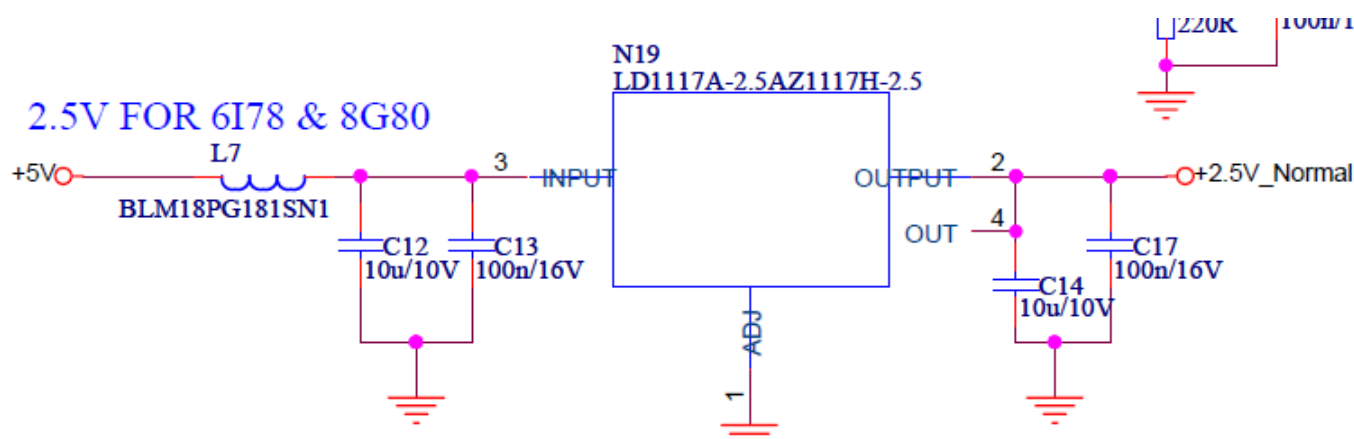 220R
100n/1
N19
LD1117A-2.5AZ1117H-2.5
2.5V FOR 6I78 & 8G80
L7
+5V
BLM18PG181SN1
3
INPUT
OUTPUT
2
+2.5V_Normal
OUT
4
C12
10u/10V
C13
100n/16V
C17
100n/16V
C14
10u/10V
ADJ
1